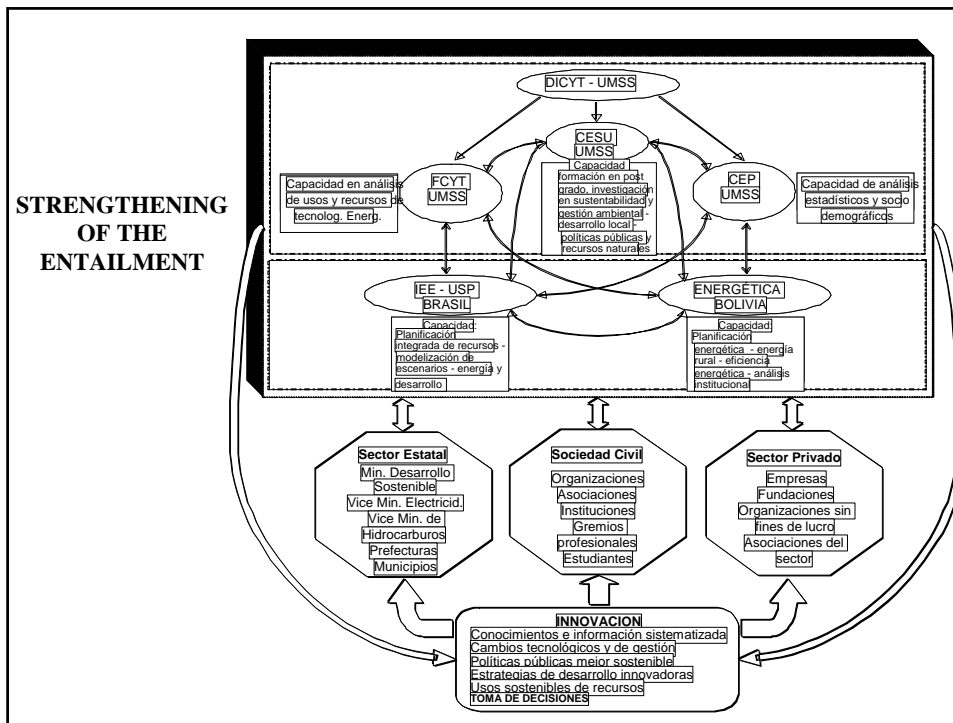 STRENGTHENING
OF THE
ENTAILMENT
DICYT - UMSS
CESU
UMSS
Capacidad
formación en post
grado, investigación
en sustentabilidad y
gestión ambiental -
desarrollo local -
políticas públicas y
recursos naturales
FCYT
UMSS
Capacidad en análisis
de usos y recursos de
tecnolog. Energ.
CEP
UMSS
Capacidad de análisis
estadísticos y socio
demográficos
IEE - USP
BRASIL
Capacidad:
Planificación
integrada de recursos -
modelización de
escenarios - energía y
desarrollo
ENERGÉTICA
BOLIVIA
Capacidad:
Planificación
energética - energía
rural - eficiencia
energética - análisis
institucional
Sector Estatal
Min. Desarrollo
Sostenible
Vice Min. Electricid.
Vice Min. de
Hidrocarburos
Prefecturas
Municipios
Sociedad Civil
Organizaciones
Asociaciones
Instituciones
Gremios
profesionales
Estudiantes
Sector Privado
Empresas
Fundaciones
Organizaciones sin
fines de lucro
Asociaciones del
sector
INNOVACION
Conocimientos e información sistematizada
Cambios tecnológicos y de gestión
Políticas públicas mejor sostenible
Estrategias de desarrollo innovadoras
Usos sostenibles de recursos
TOMA DE DECISIONES